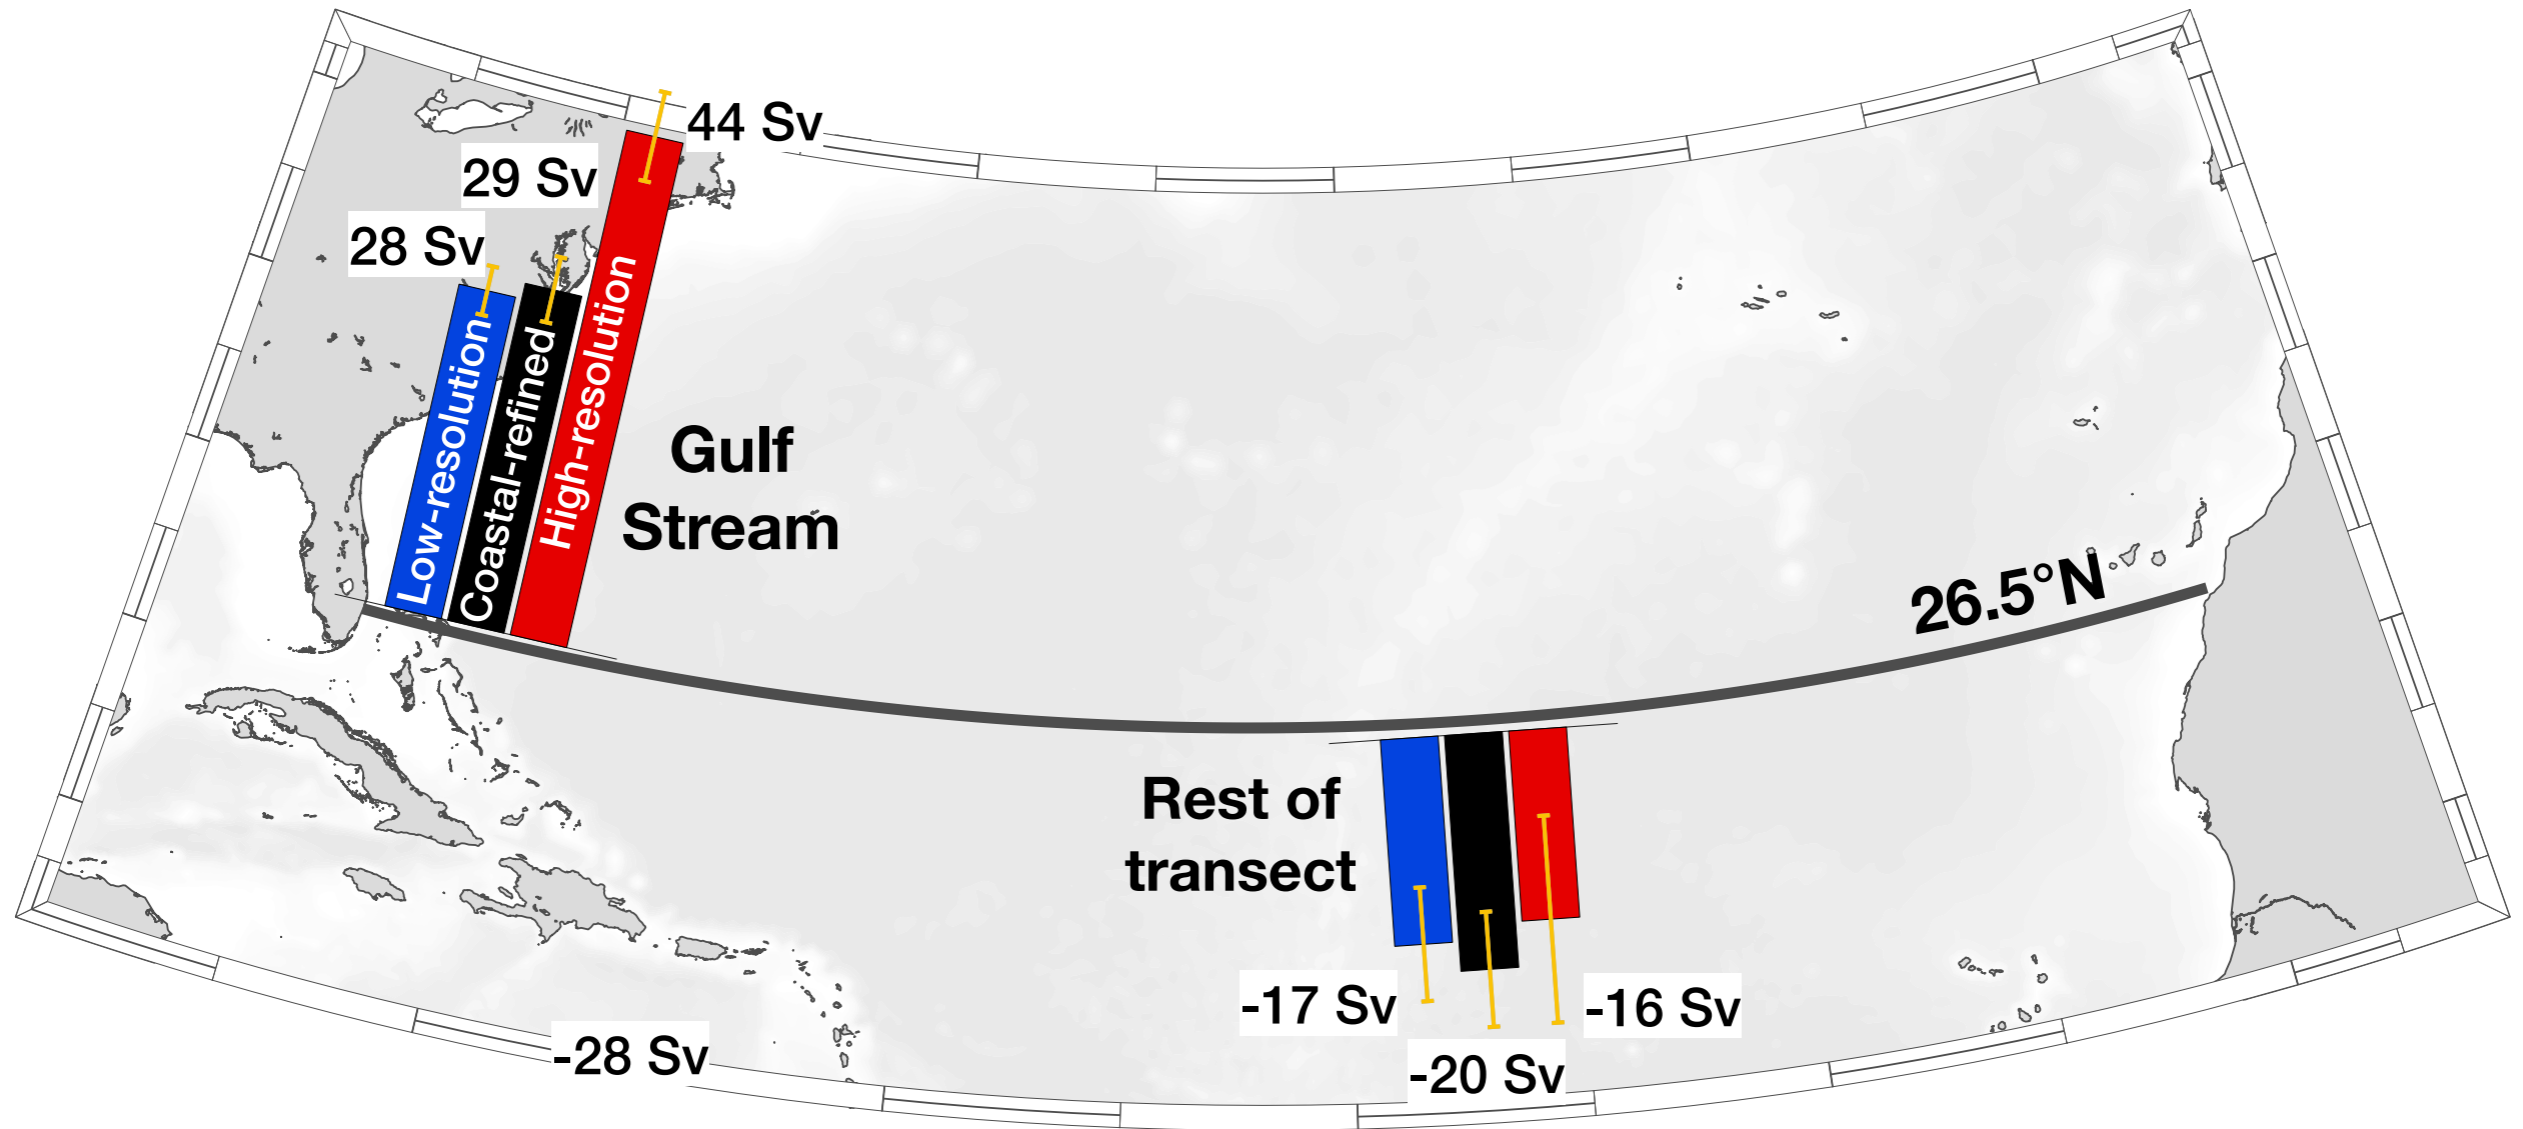 44 Sv
29 Sv
28 Sv
Low-resolution
Coastal-refined
High-resolution
Gulf
Stream
26.5°N
Rest of
transect
-17 Sv
-16 Sv
-28 Sv
-20 Sv